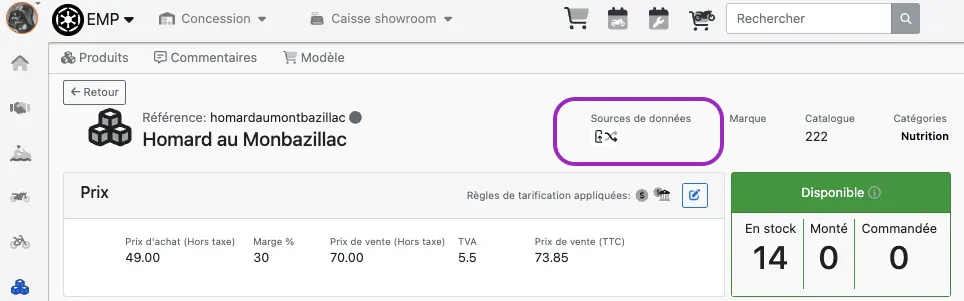 EMP Concession Caisse showroom Rechercher
Produits Commentaires Modèle
← Retour
Référence: homardaumontbazillac
Homard au Monbazillac
Sources de données
Marque
Catalogue
222
Catégories
Nutrition
Prix
Règles de tarification appliquées: $
Prix d'achat (Hors taxe) Marge % Prix de vente (Hors taxe) TVA Prix de vente (TTC)
49.00 30 70.00 5.5 73.85
Disponible
En stock Monté Commandée
14 0 0